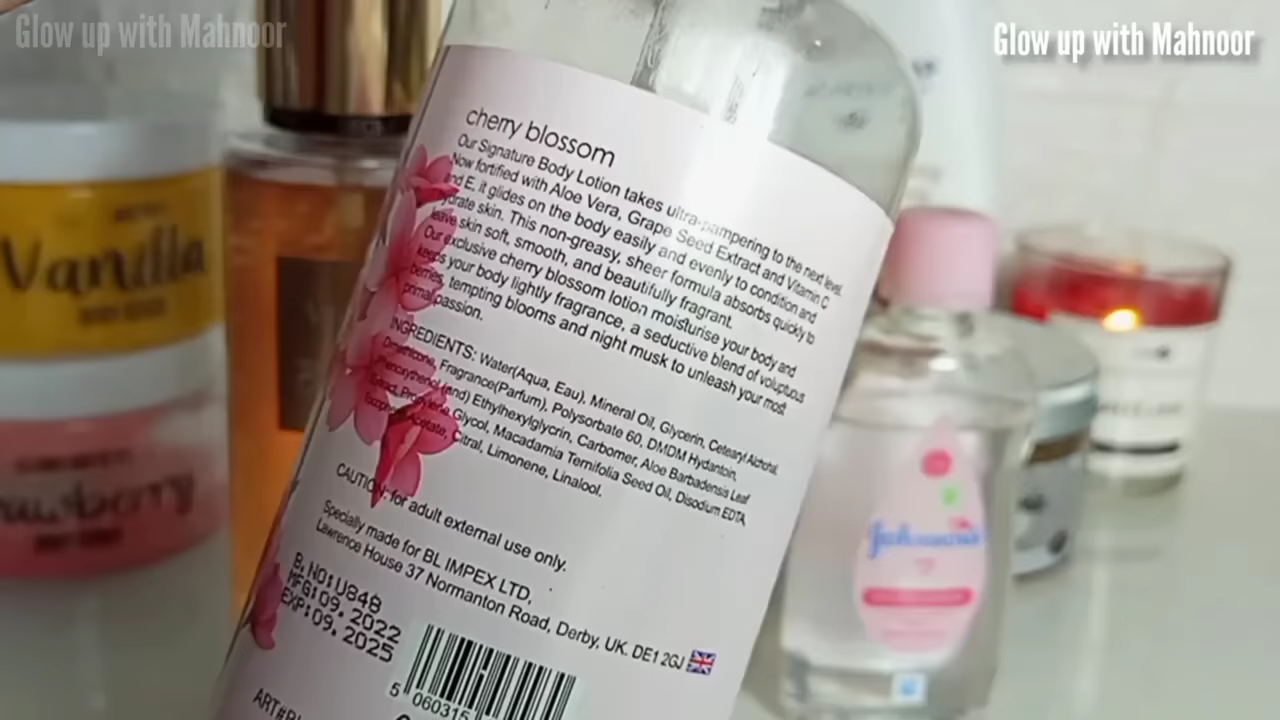 Glow up with Mahnoor
Glow up with Mahnoor
cherry blossom
Our Signature Body Lotion takes ultra-pampering to the next level.
Now fortified with Aloe Vera, Grape Seed Extract and Vitamin C
and E, it glides on the body easily and evenly to condition and
hydrate skin. This non-greasy, sheer formula absorbs quickly to
leave skin soft, smooth, and beautifully fragrant.
Our exclusive cherry blossom lotion moisturise your body and
keeps your body lightly fragrance, a seductive blend of voluptuous
berries, tempting blooms and night musk to unleash your most
primal passion.
INGREDIENTS: Water(Aqua, Eau), Mineral Oil, Glycerin, Cetearyl Alchohol,
Dimethicone, Fragrance(Parfum), Polysorbate 60, DMDM Hydantoin,
(and) Ethylhexylglycrin, Carbomer, Aloe Barbadensis Leaf
Extract, Glycol, Macadamia Ternifolia Seed Oil, Disodium EDTA,
Acetate, Citral, Limonene, Linalool.
CAUTION: for adult external use only.
Specially made for BL IMPEX LTD,
Lawrence House 37 Normanton Road, Derby, UK. DE1 2GJ
B. NO: U848
MFG: 09. 2022
EXP: 09. 2025
5 060315
Vanilla
Johnson's